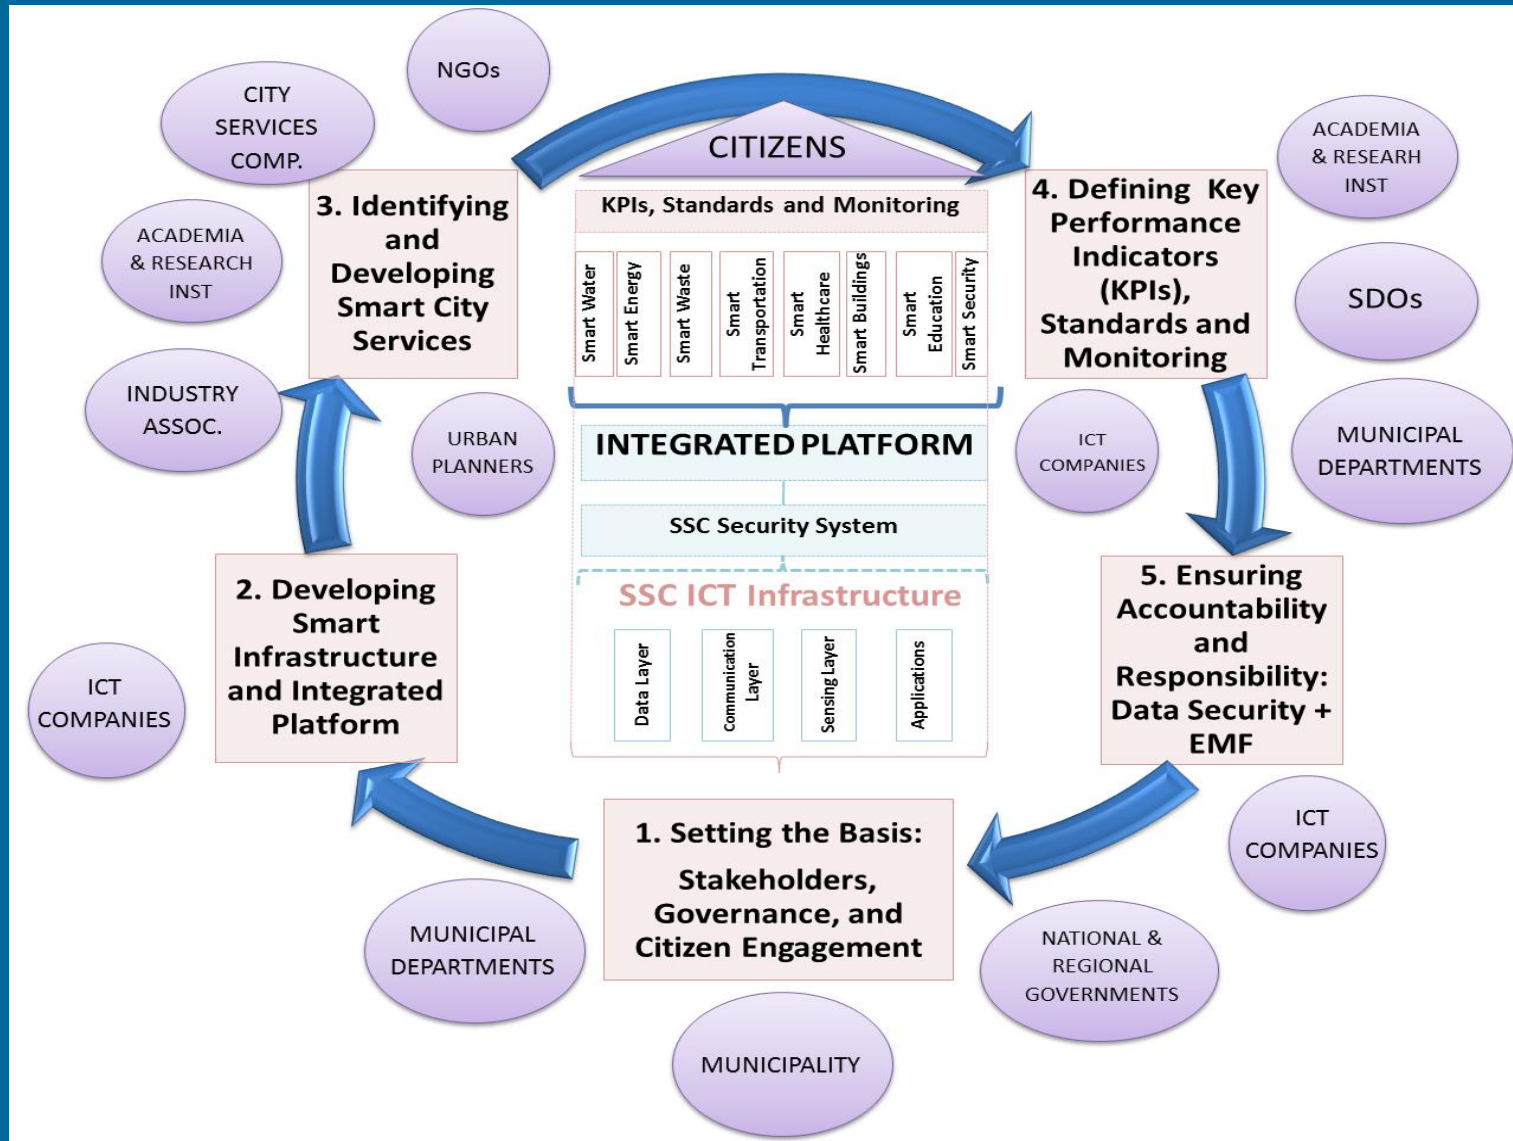 NGOs
CITY
SERVICES
COMP.
CITIZENS
ACADEMIA
& RESEARH
INST
3. Identifying
and
Developing
Smart City
Services
KPIs, Standards and Monitoring
4. Defining Key
Performance
Indicators
(KPIs),
Standards and
Monitoring
ACADEMIA
& RESEARCH
INST
Smart Water
Smart Energy
Smart Waste
Smart
Transportation
Smart
Healthcare
Smart Buildings
Smart
Education
Smart Security
SDOs
INDUSTRY
ASSOC.
URBAN
PLANNERS
INTEGRATED PLATFORM
ICT
COMPANIES
MUNICIPAL
DEPARTMENTS
SSC Security System
2. Developing
Smart
Infrastructure
and Integrated
Platform
SSC ICT Infrastructure
5. Ensuring
Accountability
and
Responsibility:
Data Security +
EMF
ICT
COMPANIES
Data Layer
Communication
Layer
Sensing Layer
Applications
1. Setting the Basis:
Stakeholders,
Governance, and
Citizen Engagement
ICT
COMPANIES
MUNICIPAL
DEPARTMENTS
NATIONAL &
REGIONAL
GOVERNMENTS
MUNICIPALITY